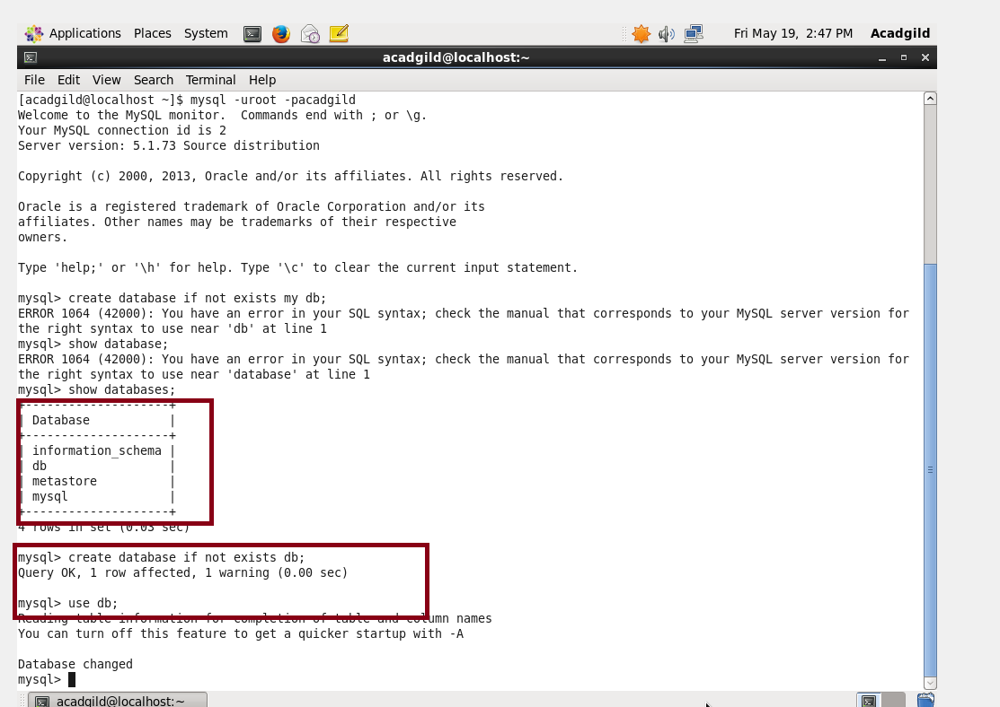 Applications Places System Fri May 19, 2:47 PM Acadgild
acadgild@localhost:~
File Edit View Search Terminal Help
[acadgild@localhost ~]$ mysql -uroot -pacadgild
Welcome to the MySQL monitor.  Commands end with ; or \g.
Your MySQL connection id is 2
Server version: 5.1.73 Source distribution
Copyright (c) 2000, 2013, Oracle and/or its affiliates. All rights reserved.
Oracle is a registered trademark of Oracle Corporation and/or its
affiliates. Other names may be trademarks of their respective
owners.
Type 'help;' or '\h' for help. Type '\c' to clear the current input statement.
mysql> create database if not exists my db;
ERROR 1064 (42000): You have an error in your SQL syntax; check the manual that corresponds to your MySQL server version for
the right syntax to use near 'db' at line 1
mysql> show database;
ERROR 1064 (42000): You have an error in your SQL syntax; check the manual that corresponds to your MySQL server version for
the right syntax to use near 'database' at line 1
mysql> show databases;
+--------------------+
| Database           |
+--------------------+
| information_schema |
| db                 |
| metastore          |
| mysql              |
+--------------------+
4 rows in set (0.03 sec)
mysql> create database if not exists db;
Query OK, 1 row affected, 1 warning (0.00 sec)
mysql> use db;
Reading table information for completion of table and column names
You can turn off this feature to get a quicker startup with -A
Database changed
mysql>
acadgild@localhost:~